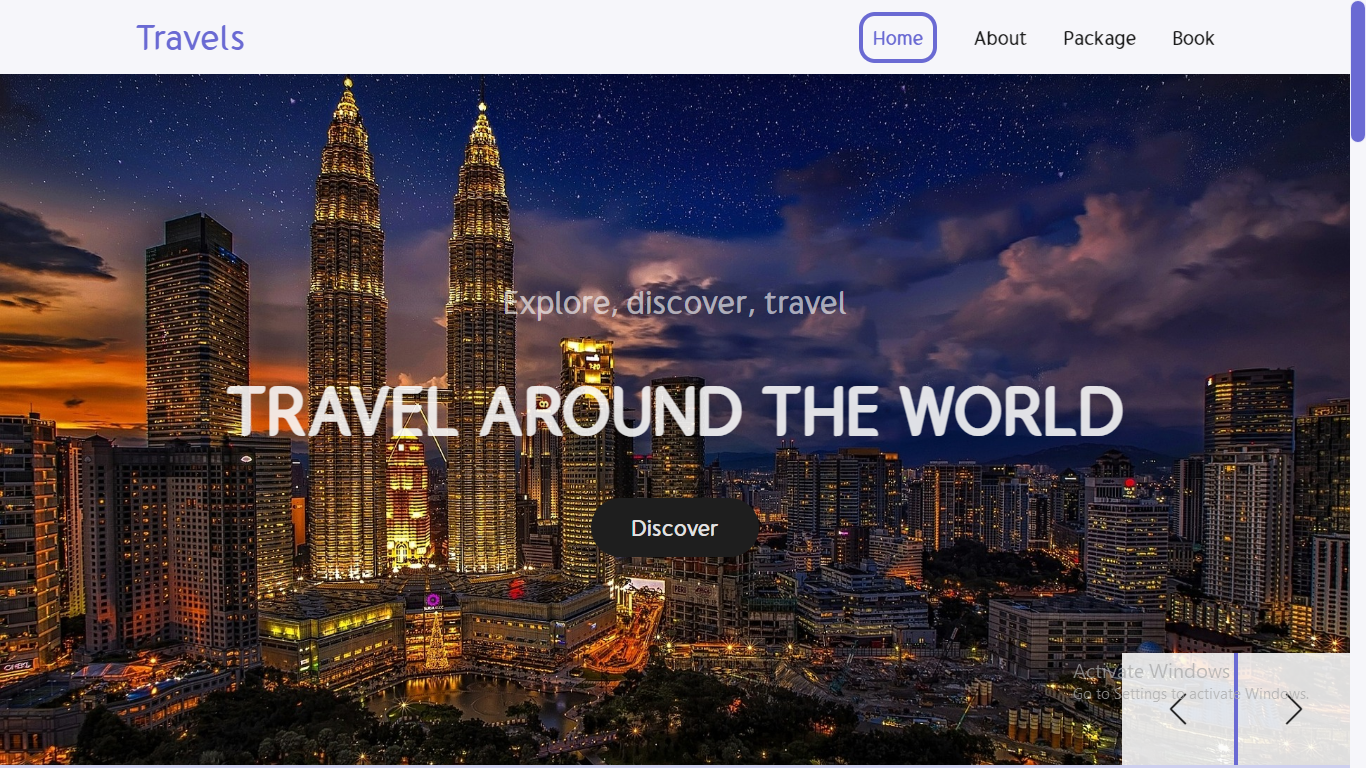 Travels
Home
About
Package
Book
Explore, discover, travel
TRAVEL AROUND THE WORLD
Discover
Activate Windows
Go to Settings to activate Windows.